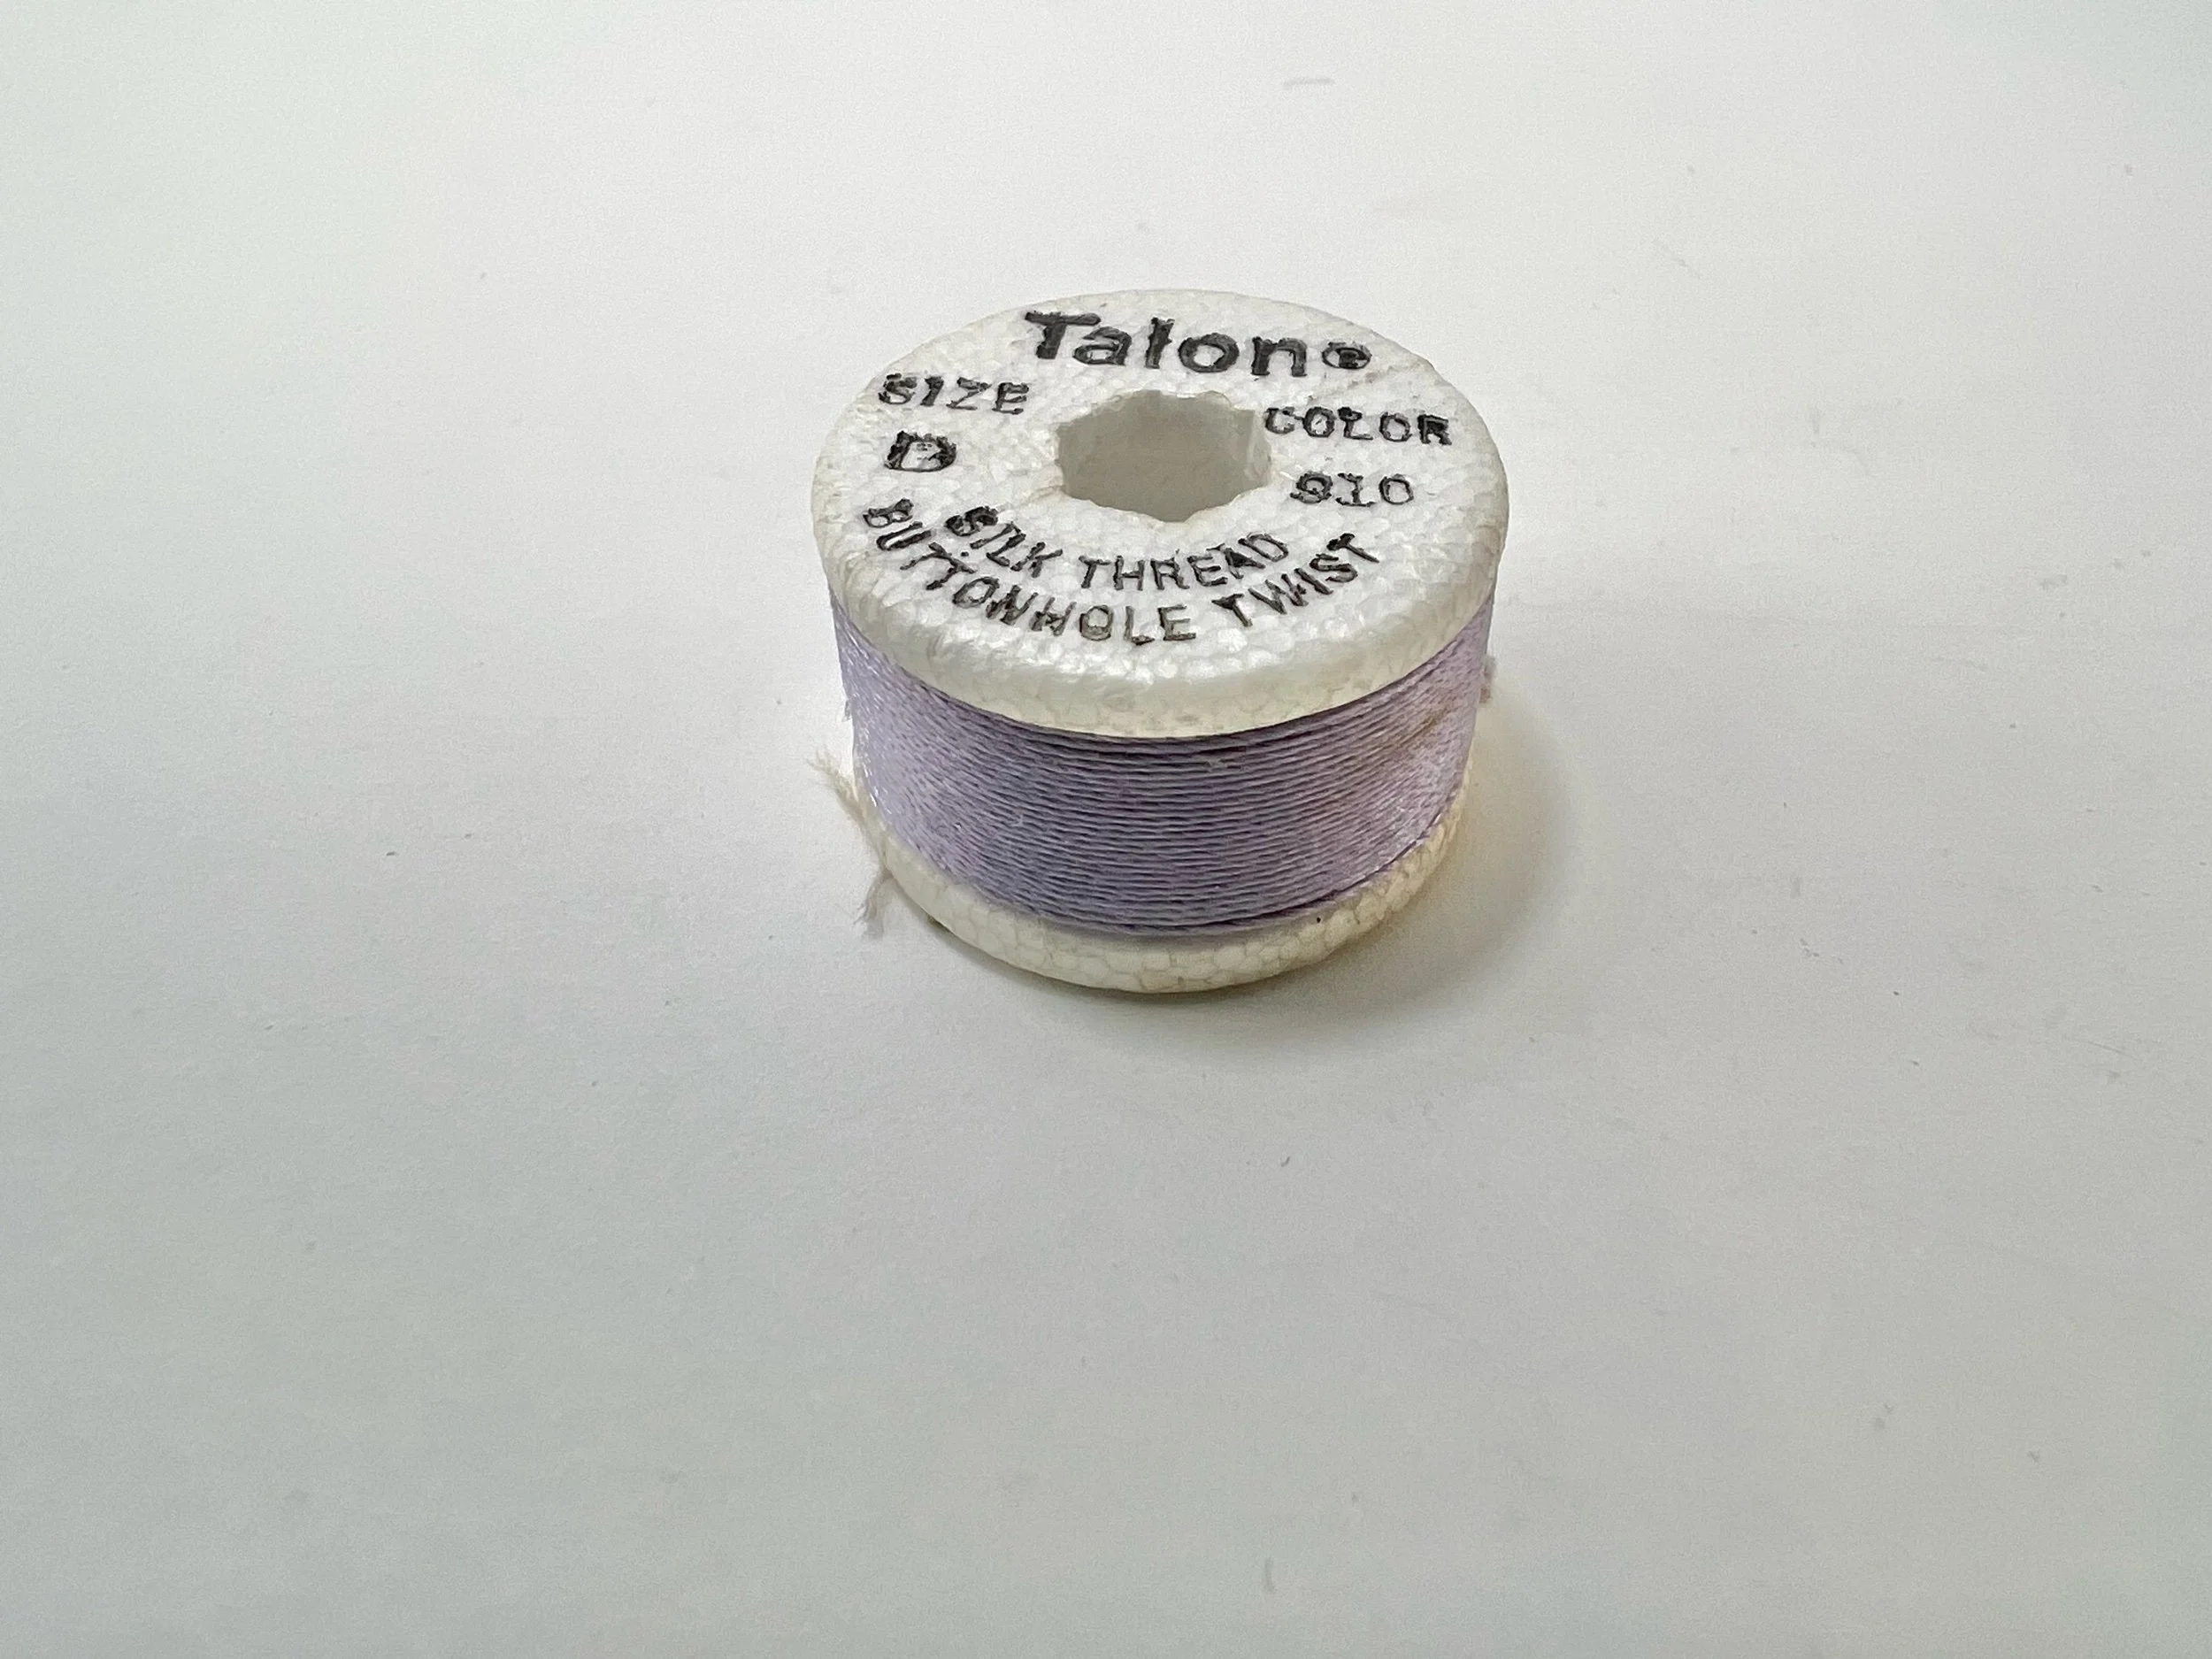 Talon®
SIZE
D
COLOR
910
SILK THREAD
BUTTONHOLE TWIST